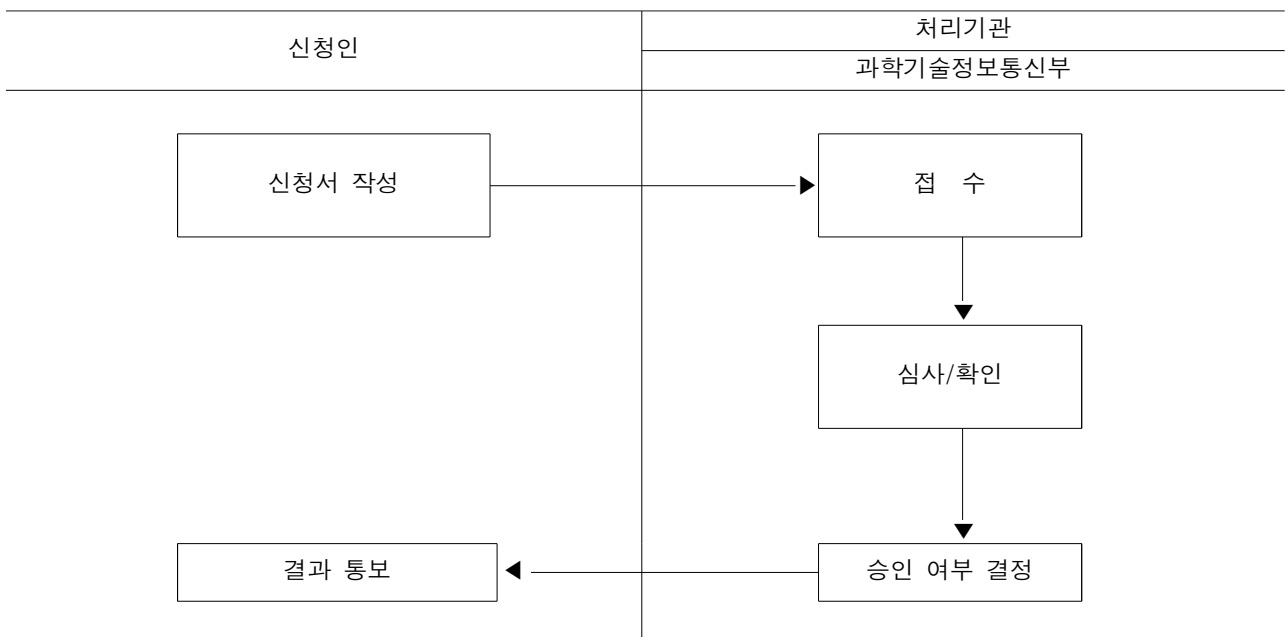 신청인
처리기관
과학기술정보통신부
신청서 작성
접 수
심사/확인
승인 여부 결정
결과 통보